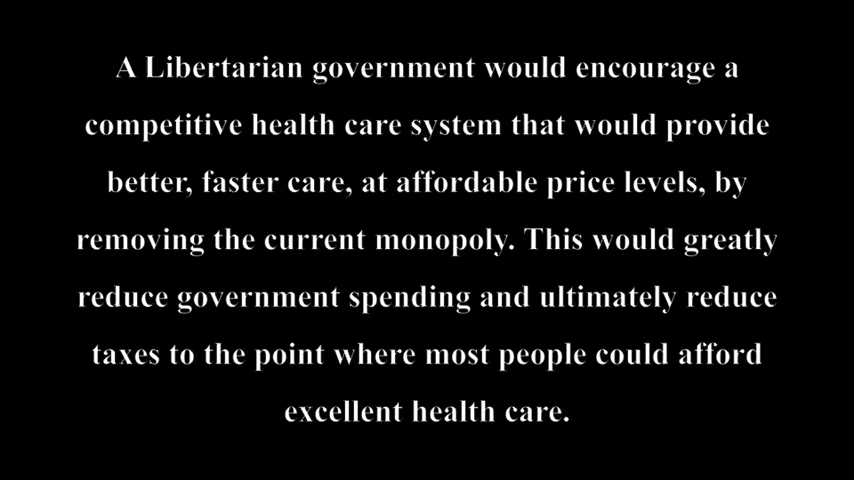 A Libertarian government would encourage a
competitive health care system that would provide
better, faster care, at affordable price levels, by
removing the current monopoly. This would greatly
reduce government spending and ultimately reduce
taxes to the point where most people could afford
excellent health care.